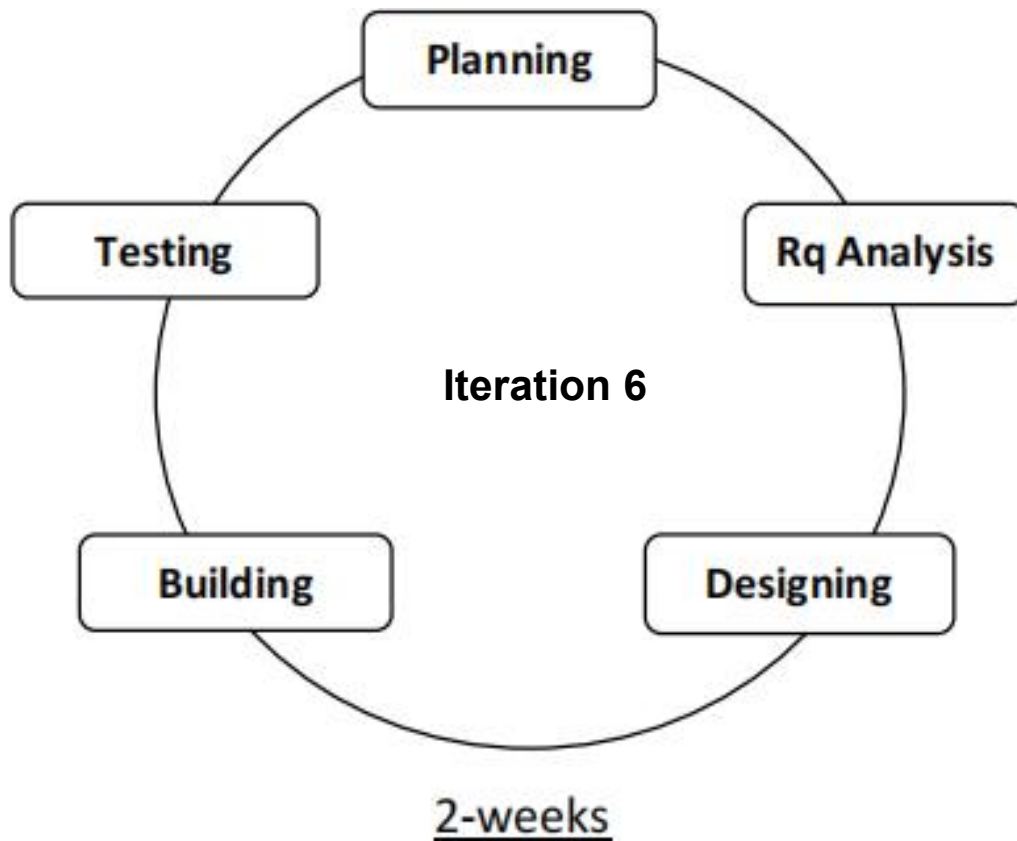 Planning
Testing
Rq Analysis
Iteration 6
Building
Designing
2-weeks